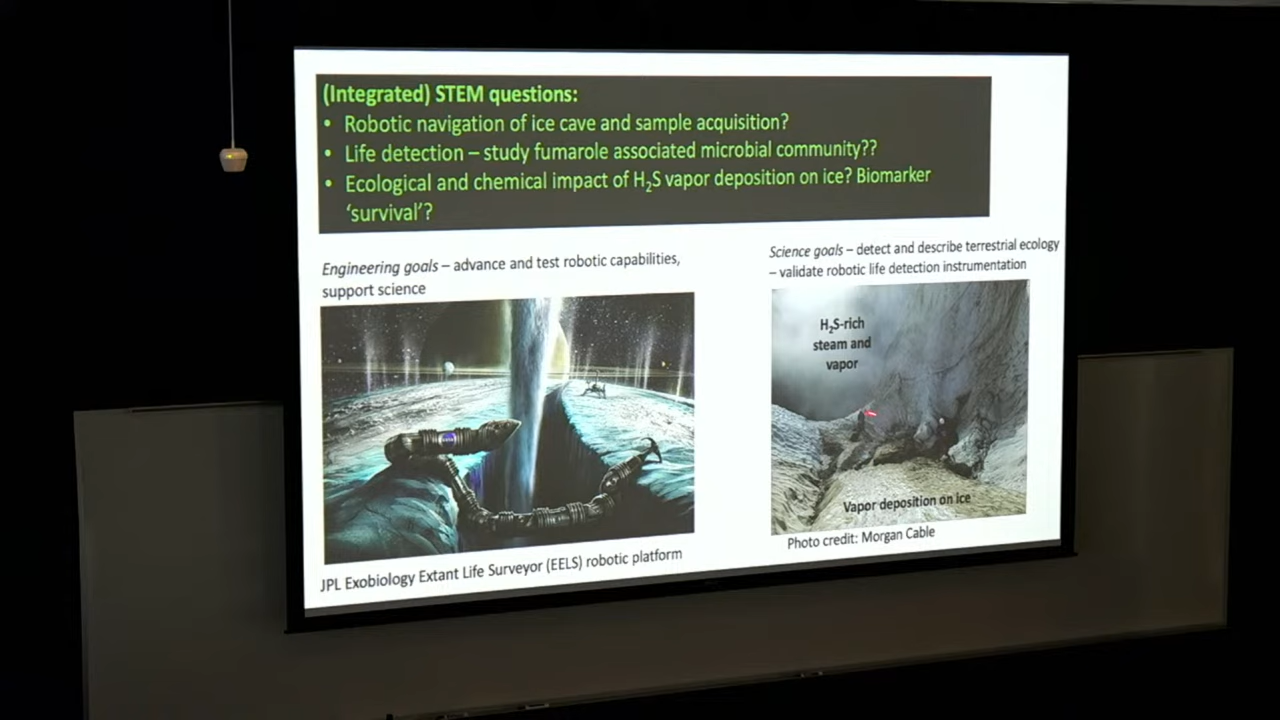 (Integrated) STEM questions:
• Robotic navigation of ice cave and sample acquisition?
• Life detection – study fumarole associated microbial community??
• Ecological and chemical impact of H₂S vapor deposition on ice? Biomarker
‘survival’?
Engineering goals – advance and test robotic capabilities,
support science
Science goals – detect and describe terrestrial ecology
– validate robotic life detection instrumentation
H₂S-rich
steam and
vapor
Vapor deposition on ice
JPL Exobiology Extant Life Surveyor (EELS) robotic platform
Photo credit: Morgan Cable